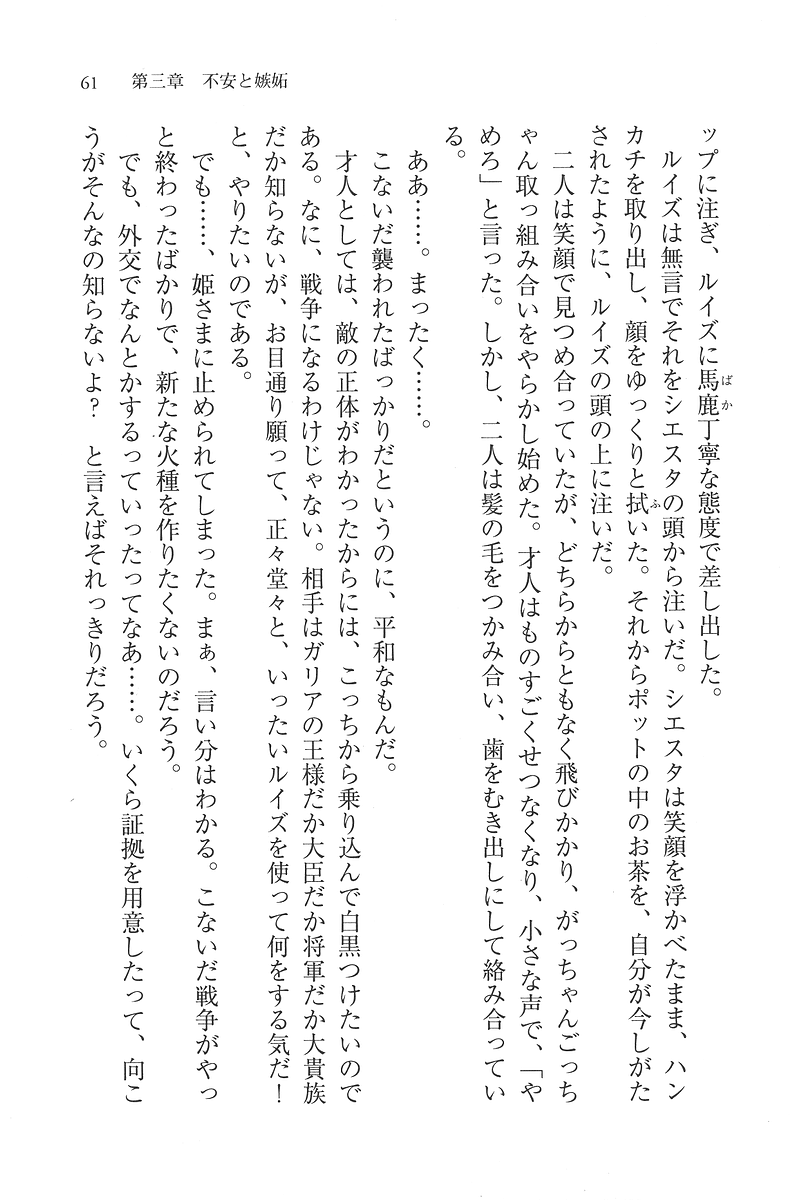 61　第三章　不安と嫉妬
ップに注ぎ、ルイズに馬鹿丁寧な態度で差し出した。
ばか
　ルイズは無言でそれをシエスタの頭から注いだ。シエスタは笑顔を浮かべたまま、ハン
カチを取り出し、顔をゆっくりと拭いた。それからポットの中のお茶を、自分が今しがた
ふ
されたように、ルイズの頭の上に注いだ。
　二人は笑顔で見つめ合っていたが、どちらからともなく飛びかかり、がっちゃんごっち
ゃん取っ組み合いをやらかし始めた。才人はものすごくせつなくなり、小さな声で、「や
めろ」と言った。しかし、二人は髪の毛をつかみ合い、歯をむき出しにして絡み合ってい
る。
　ああ……。まったく……。
　こないだ襲われたばっかりだというのに、平和なもんだ。
　才人としては、敵の正体がわかったからには、こっちから乗り込んで白黒つけたいので
ある。なに、戦争になるわけじゃない。相手はガリアの王様だか大臣だか将軍だか大貴族
だか知らないが、お目通り願って、正々堂々と、いったいルイズを使って何をする気だ！
と、やりたいのである。
　でも……、姫さまに止められてしまった。まぁ、言い分はわかる。こないだ戦争がやっ
と終わったばかりで、新たな火種を作りたくないのだろう。
　でも、外交でなんとかするっていったってなあ……。いくら証拠を用意したって、向こ
うがそんなの知らないよ？　と言えばそれっきりだろう。